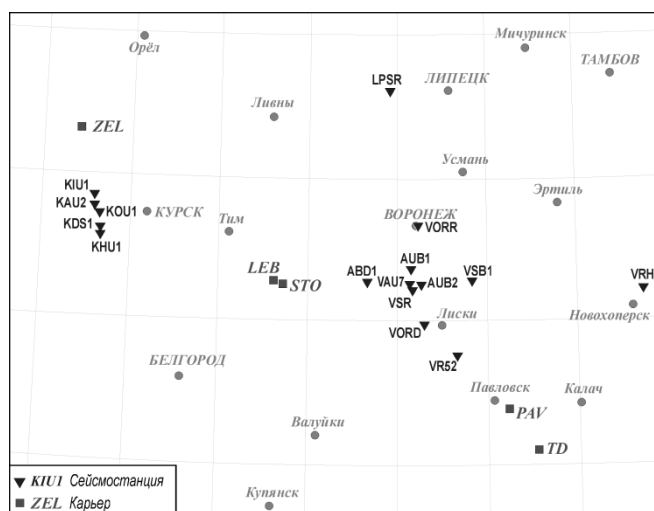 Мичуринск
Орёл
ТАМБОВ
LPSR
ЛИПЕЦК
Ливны
ZEL
Усмань
KIU1
KAU2
KOU1
КУРСК
Эртиль
KDS1
Тим
ВОРОНЕЖ
VORR
KHU1
AUB1
LEB
STO
ABD1
VAU7
AUB2
VSB1
VRH
VSR
Новохоперск
VORD
Лиски
БЕЛГОРОД
VR52
Павловск
Калач
PAV
Валуйки
TD
KIU1 Сейсмостанция
ZEL Карьер
Купянск